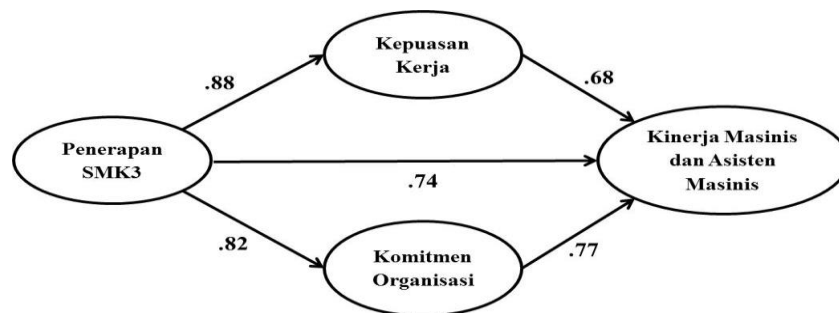 Kepuasan
Kerja
.88
.68
Penerapan
SMK3
Kinerja Masinis
dan Asisten
Masinis
.74
.82
.77
Komitmen
Organisasi